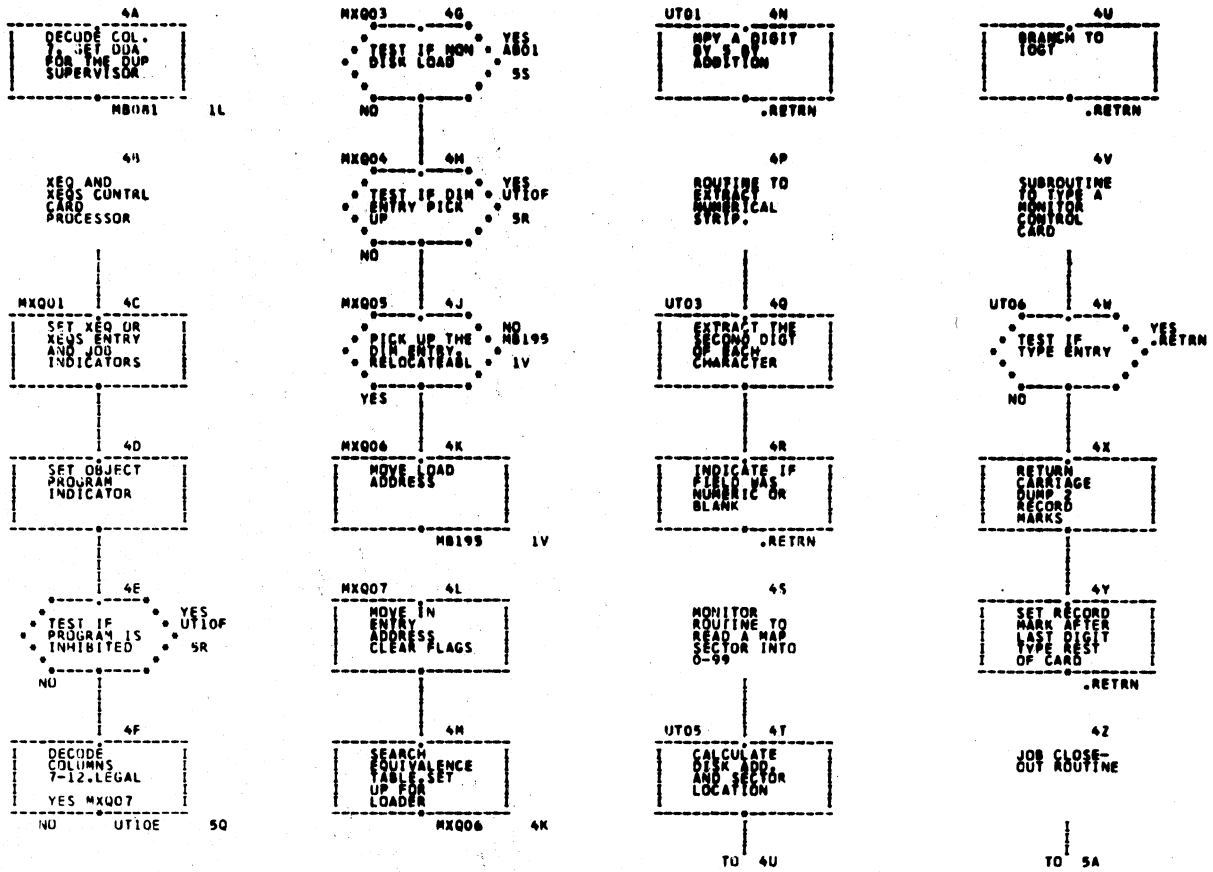 4A
DECODE COL.
7, SET DDA
FOR THE DUP
SUPERVISOR
MB081 1L
4B
XEQ AND
XEQS CONTRL
CARD
PROCESSOR
MXQ01 4C
SET XEQ OR
XEQS ENTRY
AND JOB
INDICATORS
4D
SET OBJECT
PROGRAM
INDICATOR
4E
TEST IF
PROGRAM IS
INHIBITED
YES
UT10F
5R
NO
4F
DECODE
COLUMNS
7-12.LEGAL
YES MXQ07
NO UT10E 5Q
MXQ03 4G
TEST IF NON
DISK LOAD
YES
AB01
5S
NO
MXQ04 4H
TEST IF DIM
ENTRY PICK
UP
YES
UT10F
5R
NO
MXQ05 4J
PICK UP THE
DIM ENTRY.
RELOCATEABL
NO
MB195
1V
YES
MXQ06 4K
MOVE LOAD
ADDRESS
MB195 1V
MXQ07 4L
MOVE IN
ENTRY
ADDRESS
CLEAR FLAGS
4M
SEARCH
EQUIVALENCE
TABLE.SET
UP FOR
LOADER
MXQ06 4K
UT01 4N
MPY A DIGIT
BY 5 BY
ADDITION
.RETRN
4P
ROUTINE TO
EXTRACT
NUMERICAL
STRIP.
UT03 4Q
EXTRACT THE
SECOND DIGT
OF EACH
CHARACTER
4R
INDICATE IF
FIELD WAS
NUMERIC OR
BLANK
.RETRN
4S
MONITOR
ROUTINE TO
READ A MAP
SECTOR INTO
0-99
UT05 4T
CALCULATE
DISK ADD.
AND SECTOR
LOCATION
TO 4U
4U
BRANCH TO
IOGT
.RETRN
4V
SUBROUTINE
TO TYPE A
MONITOR
CONTROL
CARD
UT06 4W
TEST IF
TYPE ENTRY
YES
.RETRN
NO
4X
RETURN
CARRIAGE
DUMP 2
RECORD
MARKS
4Y
SET RECORD
MARK AFTER
LAST DIGIT
TYPE REST
OF CARD
.RETRN
4Z
JOB CLOSE-
OUT ROUTINE
TO 5A